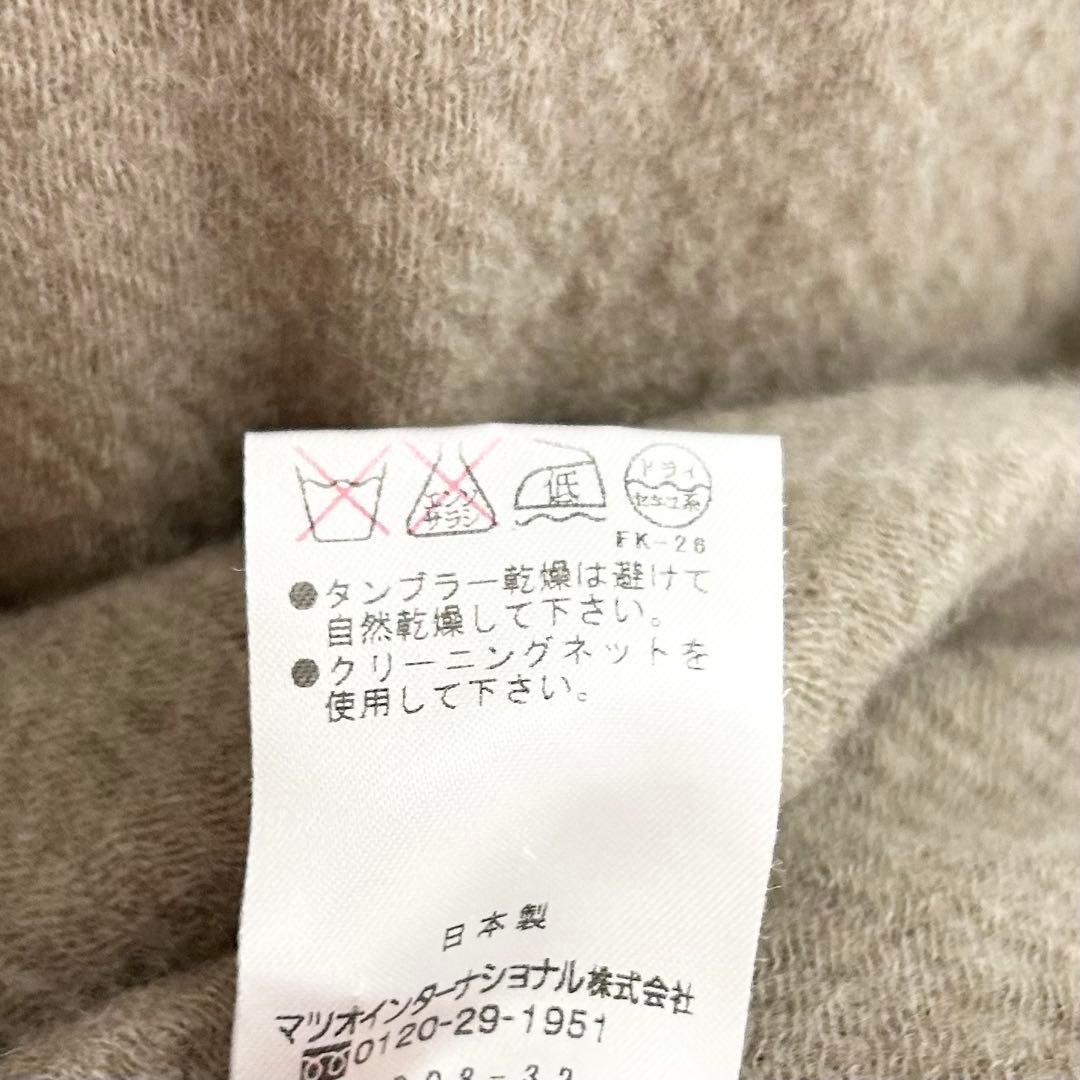 エンソ
サラシ
低
ドライ
セキユ系
FK-26
●タンブラー乾燥は避けて
自然乾燥して下さい。
●クリーニングネットを
使用して下さい。
日本製
マツオインターナショナル株式会社
0120-29-1951